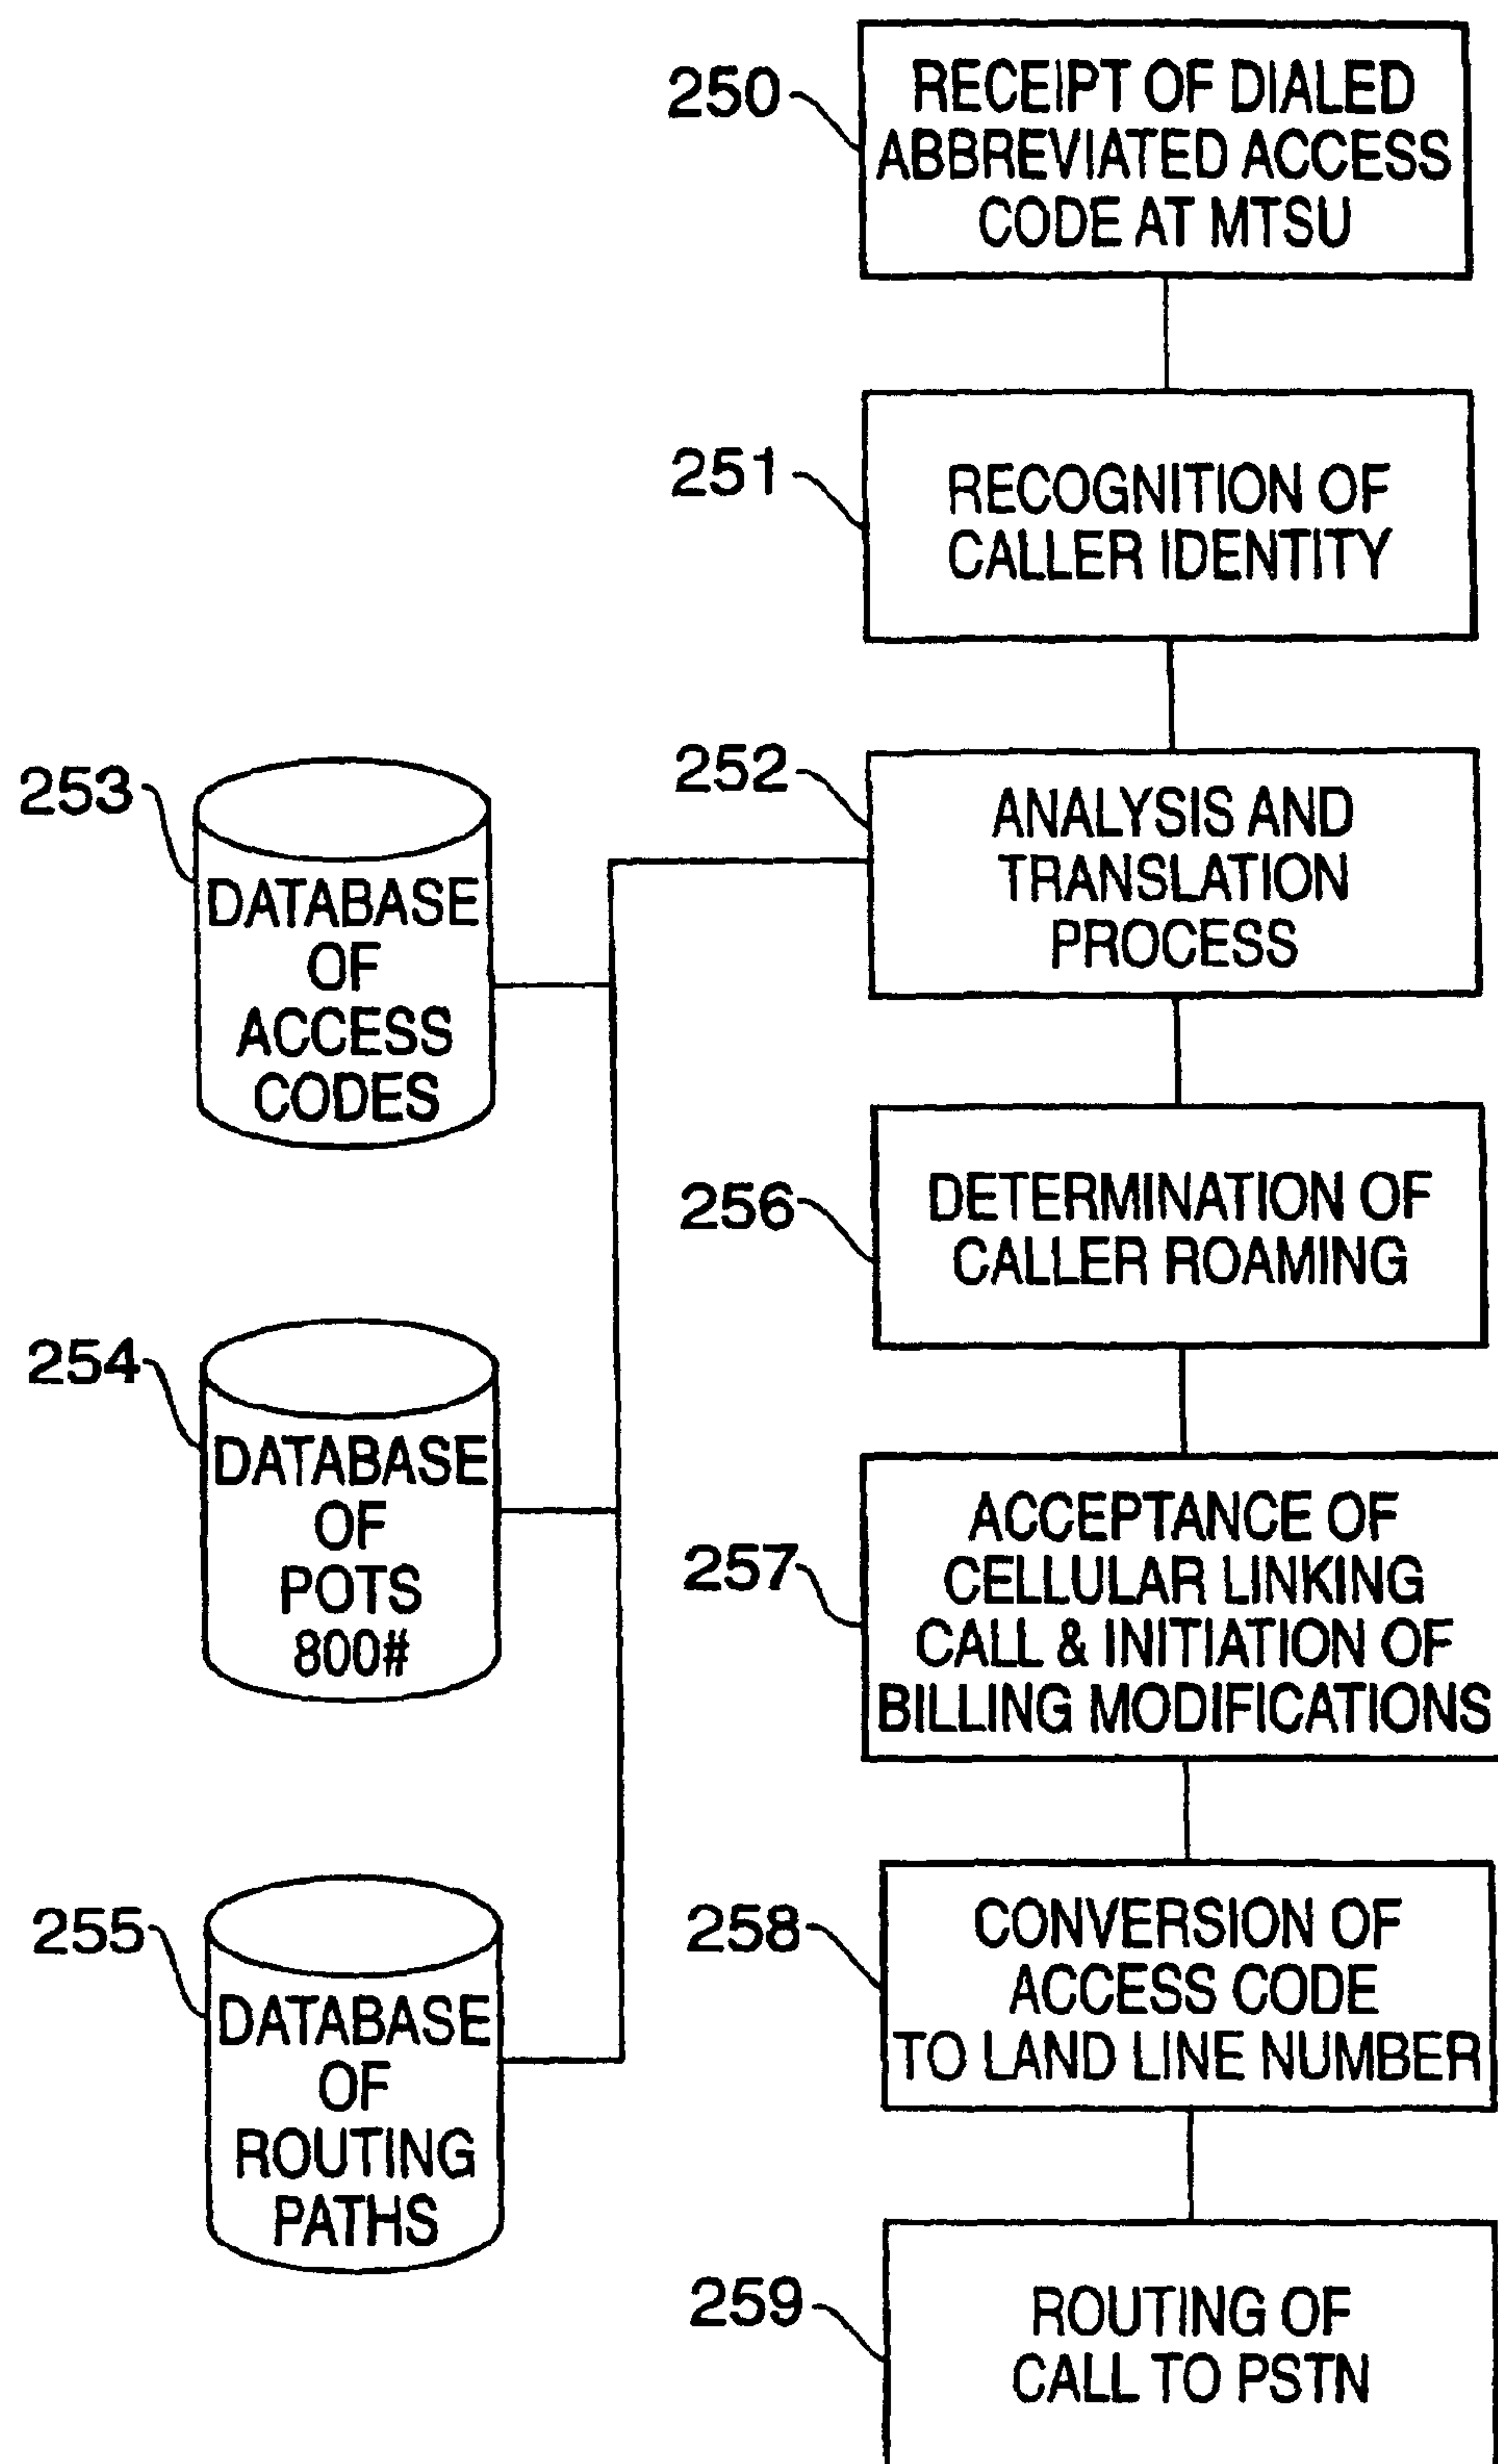 250
RECEIPT OF DIALED
ABBREVIATED ACCESS
CODE AT MTSU
251
RECOGNITION OF
CALLER IDENTITY
252
ANALYSIS AND
TRANSLATION
PROCESS
253
DATABASE
OF
ACCESS
CODES
254
DATABASE
OF
POTS
800#
255
DATABASE
OF
ROUTING
PATHS
256
DETERMINATION OF
CALLER ROAMING
257
ACCEPTANCE OF
CELLULAR LINKING
CALL & INITIATION OF
BILLING MODIFICATIONS
258
CONVERSION OF
ACCESS CODE
TO LAND LINE NUMBER
259
ROUTING OF
CALL TO PSTN